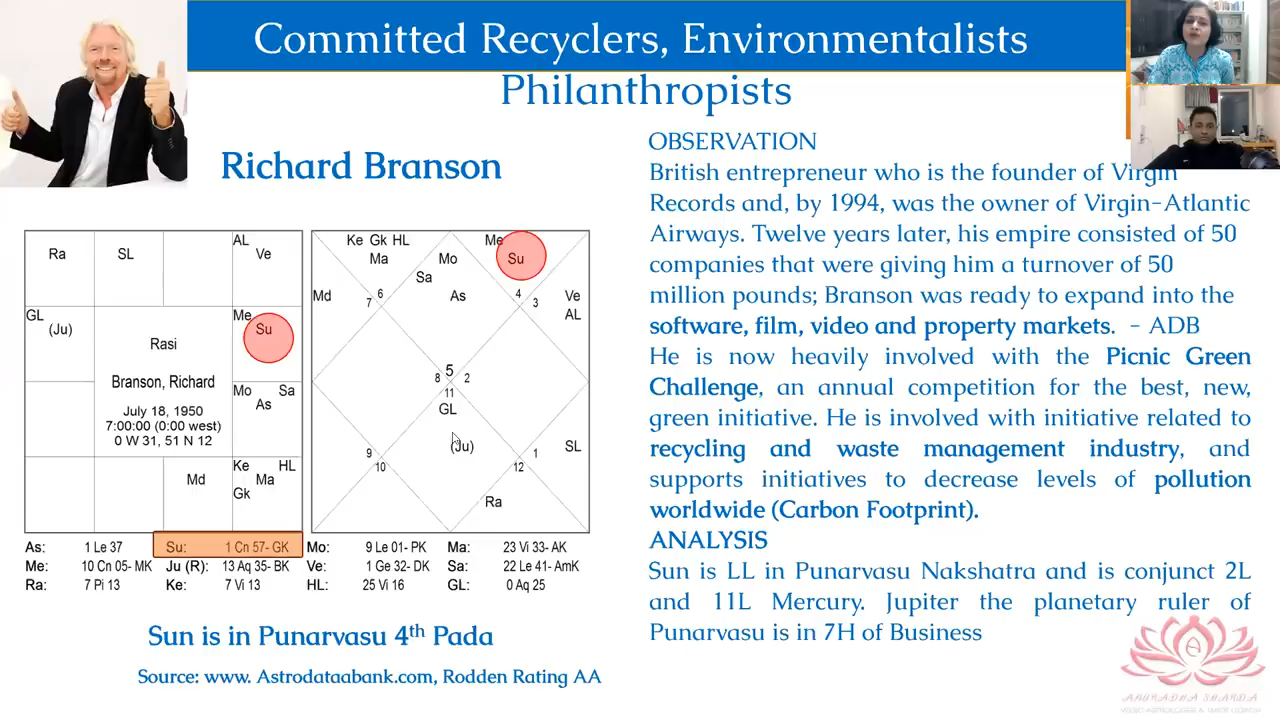 Committed Recyclers, Environmentalists
Philanthropists
Richard Branson
Ra
SL
AL
Ve
GL
(Ju)
Me
Su
Rasi
Branson, Richard
July 18, 1950
7:00:00 (0:00 west)
0 W 31, 51 N 12
Mo Sa
As
Md
Ke HL
Ma
Gk
Ke Gk HL
Ma
Mo
Sa
As
Me
Su
Md
7 6
4 3
Ve
AL
5
8 2
11
GL
(Ju)
9
10
1
12
SL
Ra
As: 1 Le 37 Su: 1 Cn 57- GK Mo: 9 Le 01- PK Ma: 23 Vi 33- AK
Me: 10 Cn 05- MK Ju (R): 13 Aq 35- BK Ve: 1 Ge 32- DK Sa: 22 Le 41- AmK
Ra: 7 Pi 13 Ke: 7 Vi 13 HL: 25 Vi 16 GL: 0 Aq 25
Sun is in Punarvasu 4th Pada
Source: www. Astrodataabank.com, Rodden Rating AA
OBSERVATION
British entrepreneur who is the founder of Virgin
Records and, by 1994, was the owner of Virgin-Atlantic
Airways. Twelve years later, his empire consisted of 50
companies that were giving him a turnover of 50
million pounds; Branson was ready to expand into the
software, film, video and property markets. - ADB
He is now heavily involved with the Picnic Green
Challenge, an annual competition for the best, new,
green initiative. He is involved with initiative related to
recycling and waste management industry, and
supports initiatives to decrease levels of pollution
worldwide (Carbon Footprint).
ANALYSIS
Sun is LL in Punarvasu Nakshatra and is conjunct 2L
and 11L Mercury. Jupiter the planetary ruler of
Punarvasu is in 7H of Business
ANURADHA SHARDA